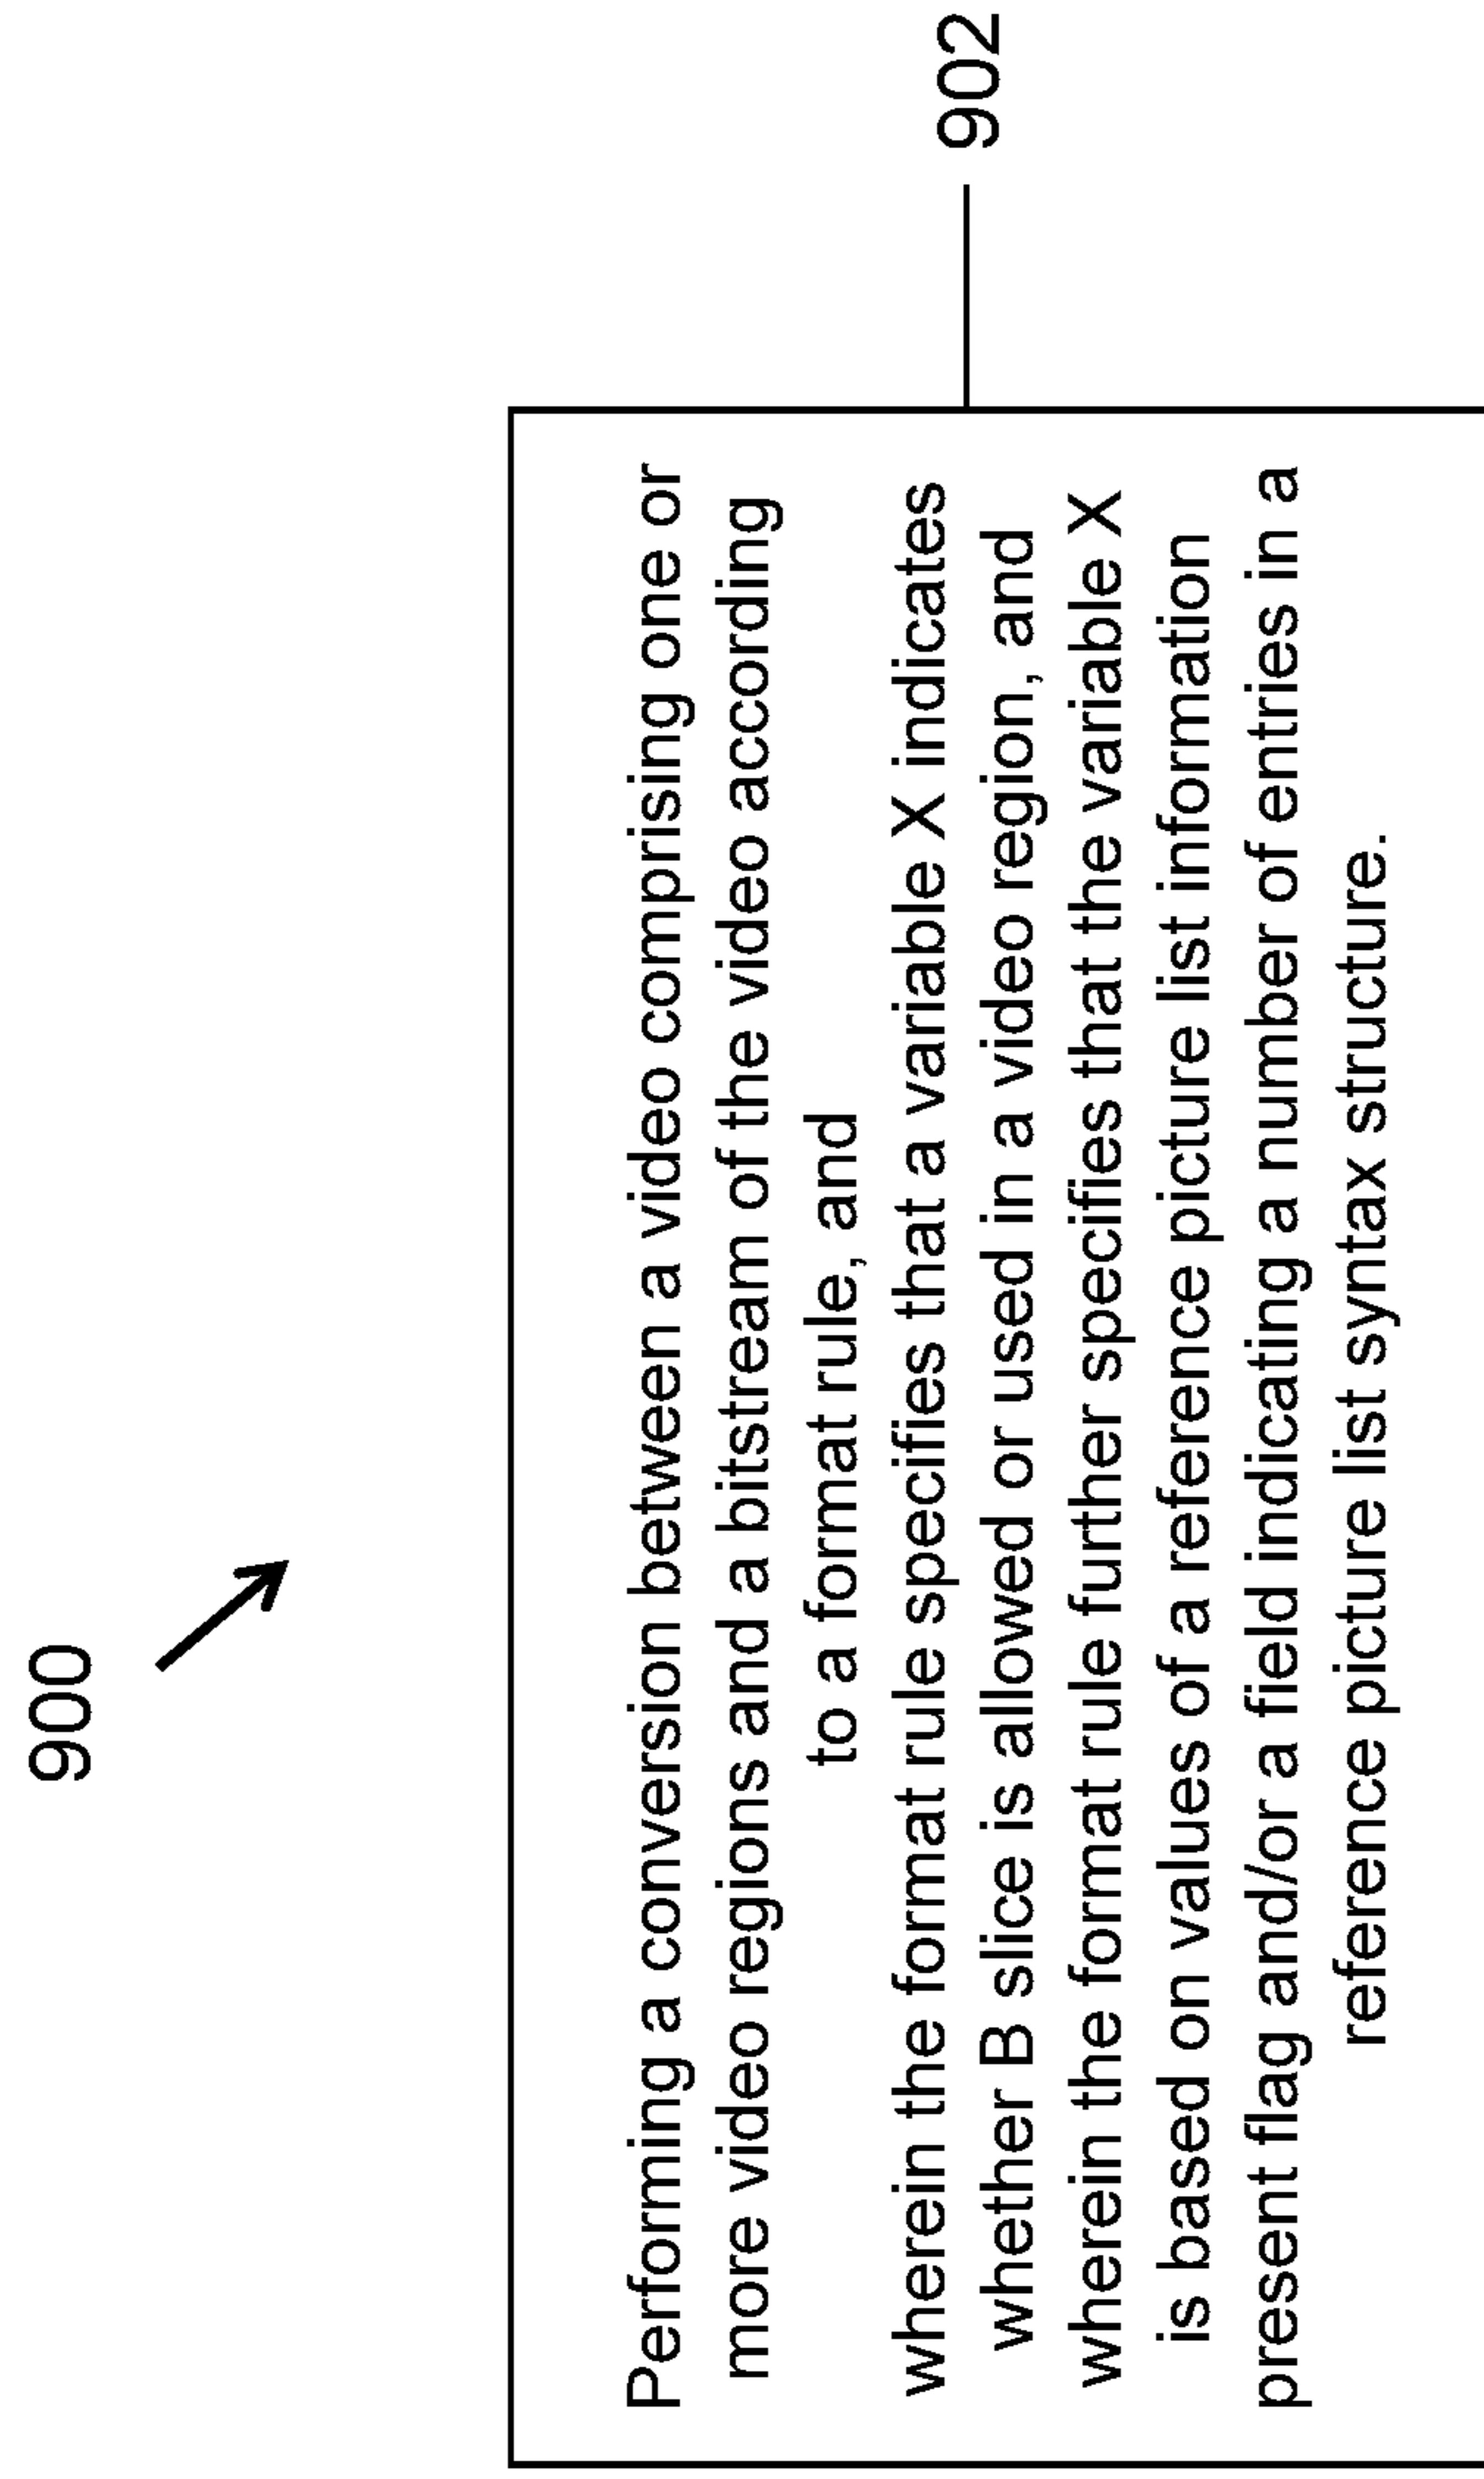 900
Performing a conversion between a video comprising one or
more video regions and a bitstream of the video according
to a format rule, and
wherein the format rule specifies that a variable X indicates
whether B slice is allowed or used in a video region, and
wherein the format rule further specifies that the variable X
is based on values of a reference picture list information
present flag and/or a field indicating a number of entries in a
reference picture list syntax structure.
902